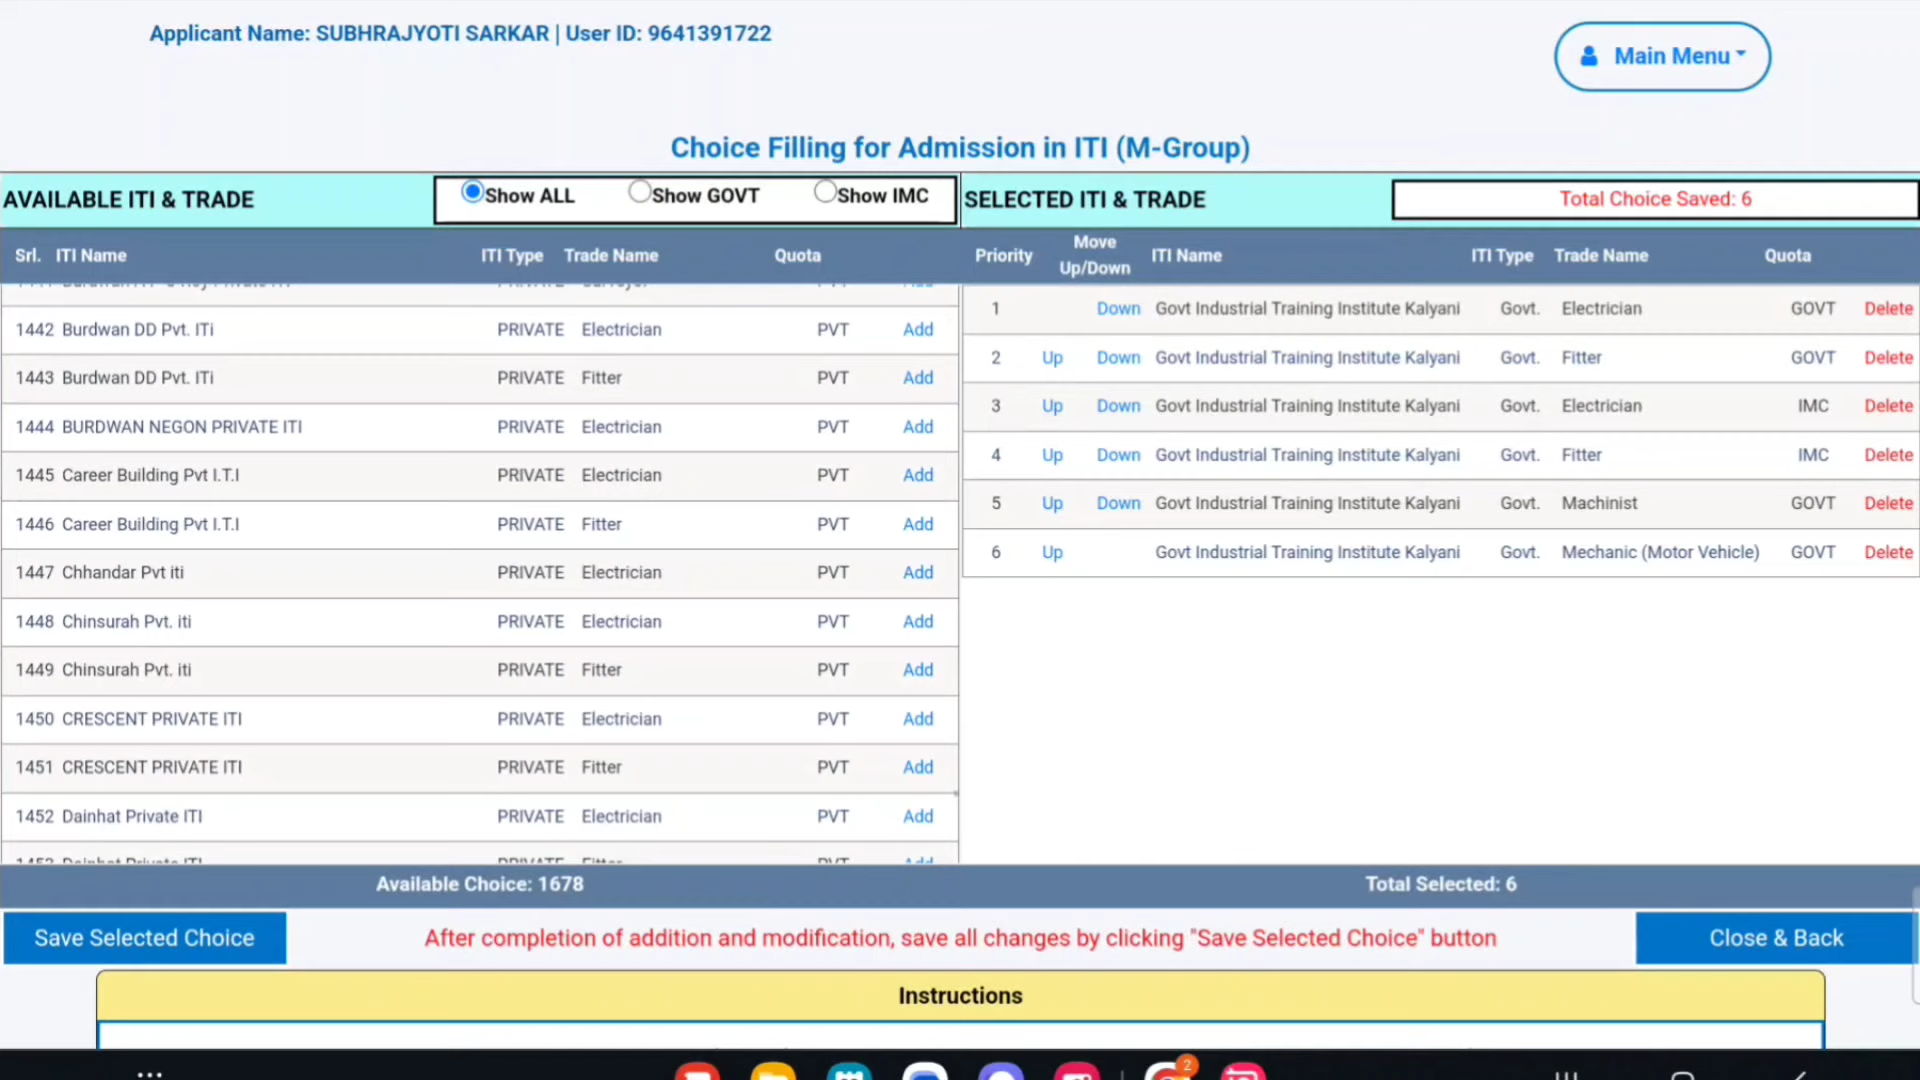 Applicant Name: SUBHRAJYOTI SARKAR | User ID: 9641391722
Main Menu
Choice Filling for Admission in ITI (M-Group)
AVAILABLE ITI & TRADE
Show ALL Show GOVT Show IMC
Srl. ITI Name ITI Type Trade Name Quota
1442 Burdwan DD Pvt. ITi PRIVATE Electrician PVT Add
1443 Burdwan DD Pvt. ITi PRIVATE Fitter PVT Add
1444 BURDWAN NEGON PRIVATE ITI PRIVATE Electrician PVT Add
1445 Career Building Pvt I.T.I PRIVATE Electrician PVT Add
1446 Career Building Pvt I.T.I PRIVATE Fitter PVT Add
1447 Chhandar Pvt iti PRIVATE Electrician PVT Add
1448 Chinsurah Pvt. iti PRIVATE Electrician PVT Add
1449 Chinsurah Pvt. iti PRIVATE Fitter PVT Add
1450 CRESCENT PRIVATE ITI PRIVATE Electrician PVT Add
1451 CRESCENT PRIVATE ITI PRIVATE Fitter PVT Add
1452 Dainhat Private ITI PRIVATE Electrician PVT Add
1453 Dainhat Private ITI PRIVATE Fitter PVT Add
Available Choice: 1678
SELECTED ITI & TRADE
Total Choice Saved: 6
Priority Move Up/Down ITI Name ITI Type Trade Name Quota
1 Down Govt Industrial Training Institute Kalyani Govt. Electrician GOVT Delete
2 Up Down Govt Industrial Training Institute Kalyani Govt. Fitter GOVT Delete
3 Up Down Govt Industrial Training Institute Kalyani Govt. Electrician IMC Delete
4 Up Down Govt Industrial Training Institute Kalyani Govt. Fitter IMC Delete
5 Up Down Govt Industrial Training Institute Kalyani Govt. Machinist GOVT Delete
6 Up Govt Industrial Training Institute Kalyani Govt. Mechanic (Motor Vehicle) GOVT Delete
Total Selected: 6
Save Selected Choice
After completion of addition and modification, save all changes by clicking "Save Selected Choice" button
Close & Back
Instructions
2